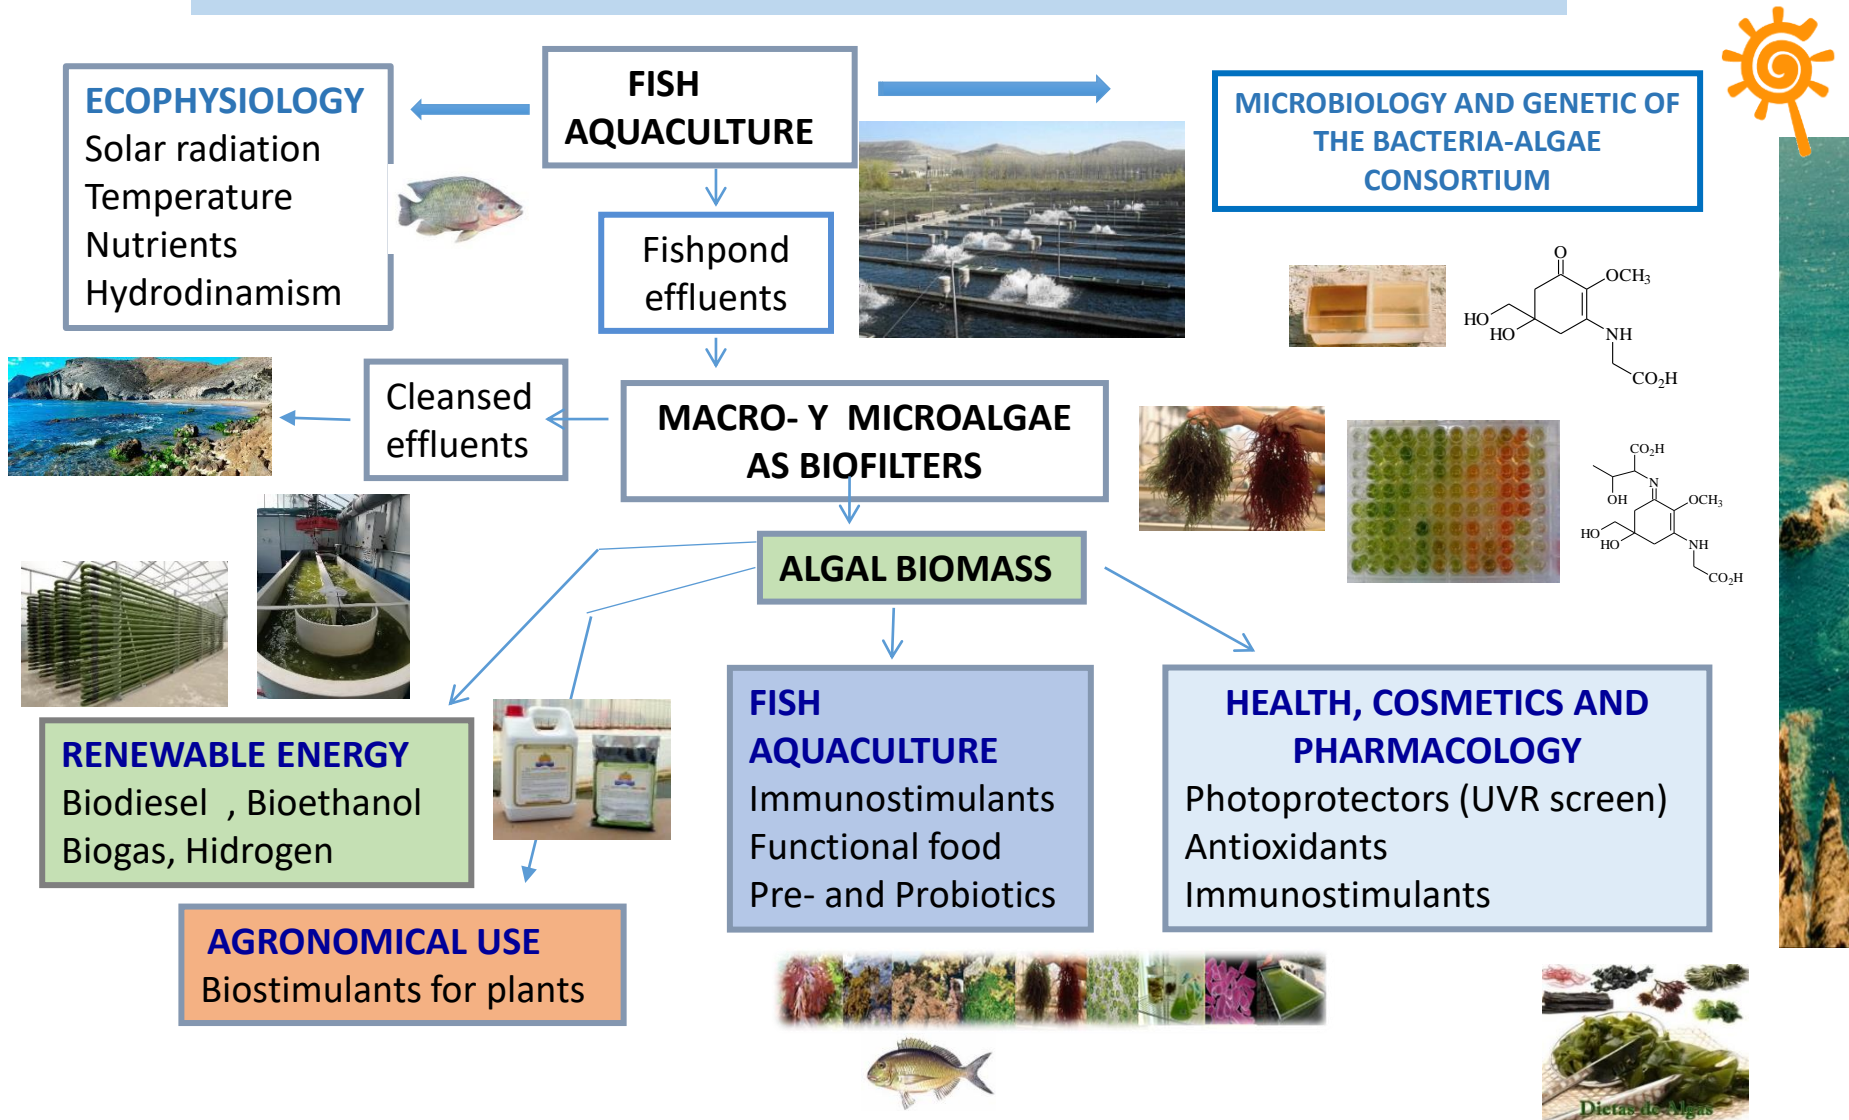 FISH
AQUACULTURE
ECOPHYSIOLOGY
Solar radiation
Temperature
Nutrients
Hydrodinamism
MICROBIOLOGY AND GENETIC OF
THE BACTERIA-ALGAE
CONSORTIUM
Fishpond
effluents
O
OCH3
HO
HO
NH
CO2H
Cleansed
effluents
MACRO- Y  MICROALGAE
AS BIOFILTERS
CO2H
OH
N
OCH3
HO
HO
NH
CO2H
ALGAL BIOMASS
RENEWABLE ENERGY
Biodiesel  , Bioethanol
Biogas, Hidrogen
AGRONOMICAL USE
Biostimulants for plants
FISH
AQUACULTURE
Immunostimulants
Functional food
Pre- and Probiotics
HEALTH, COSMETICS AND
PHARMACOLOGY
Photoprotectors (UVR screen)
Antioxidants
Immunostimulants
Dietas de Algas